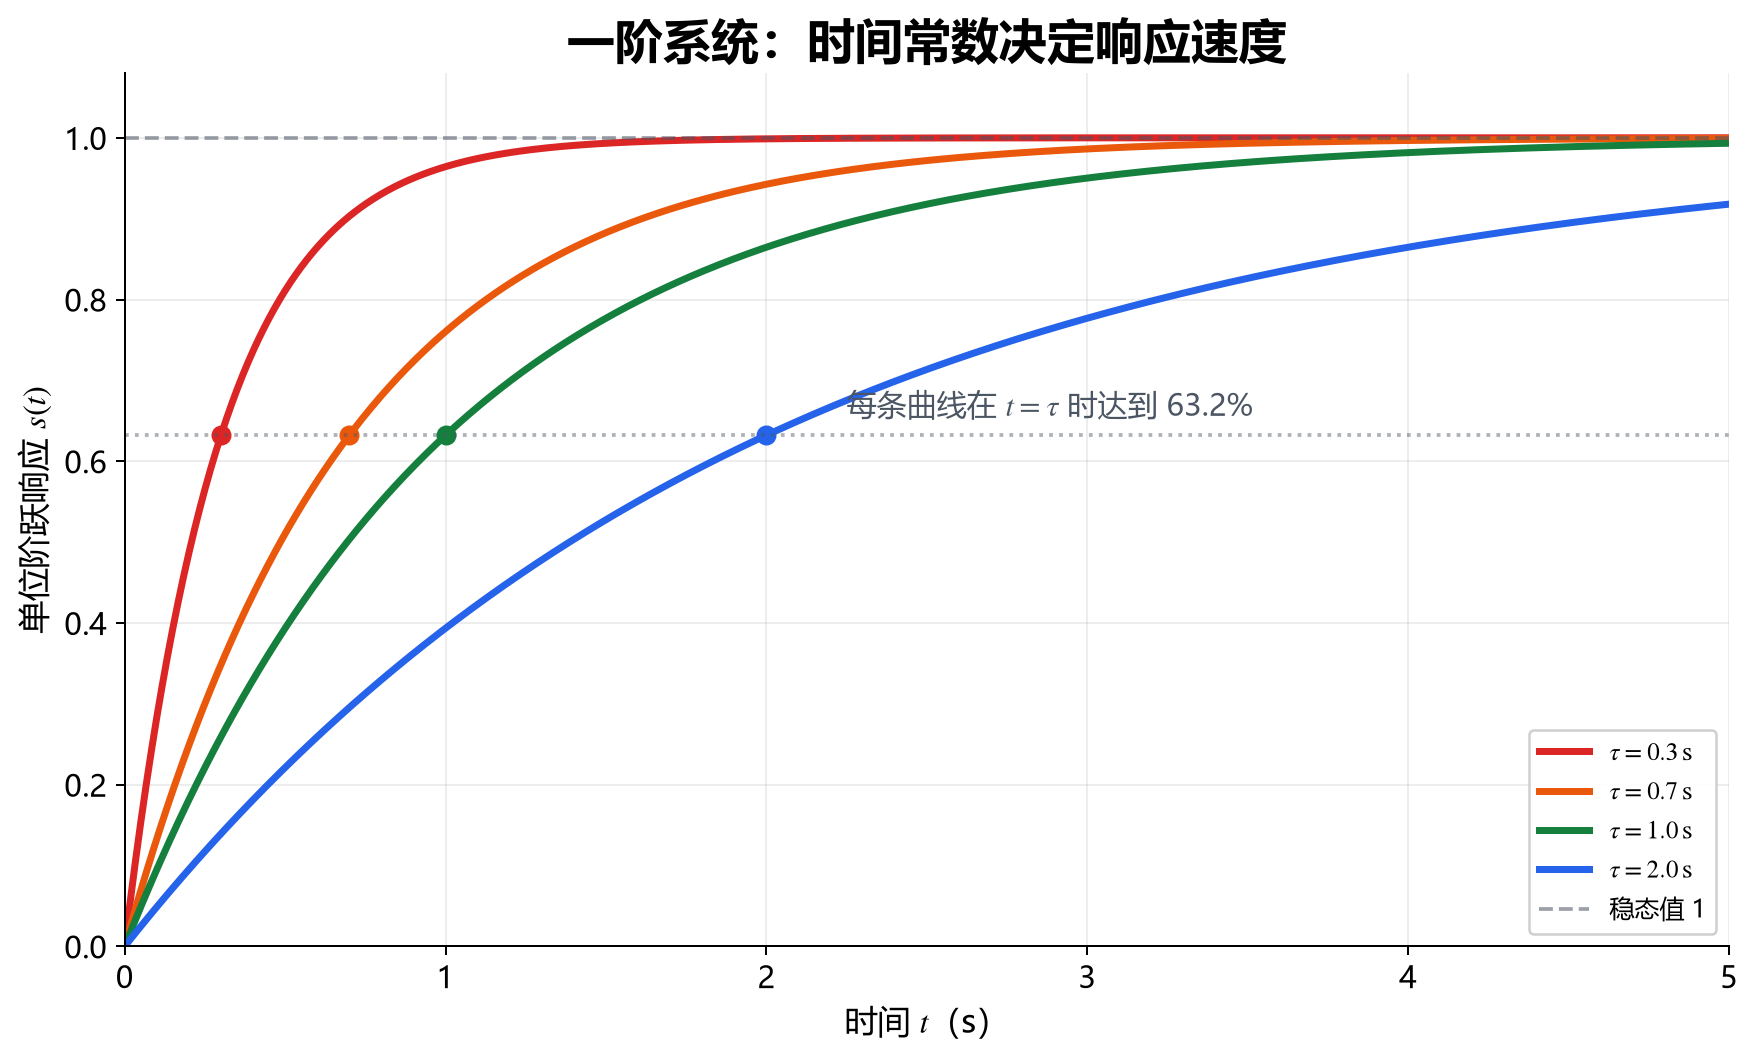 一阶系统：时间常数决定响应速度
单位阶跃响应 s(t)
1.0
0.8
0.6
0.4
0.2
0.0
每条曲线在 t = τ 时达到 63.2%
τ = 0.3 s
τ = 0.7 s
τ = 1.0 s
τ = 2.0 s
稳态值 1
0 1 2 3 4 5
时间 t（s）